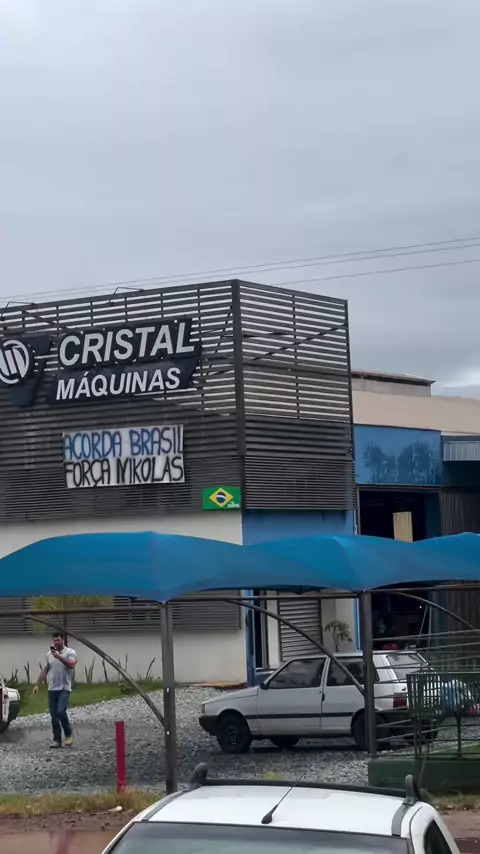 CRISTAL
MÁQUINAS
ACORDA BRASIL
FORÇA NIKOLAS